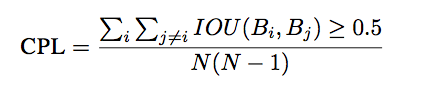 CPL = \frac{\sum_i \sum_{j \neq i} IOU(B_i, B_j) \geq 0.5}{N(N-1)}